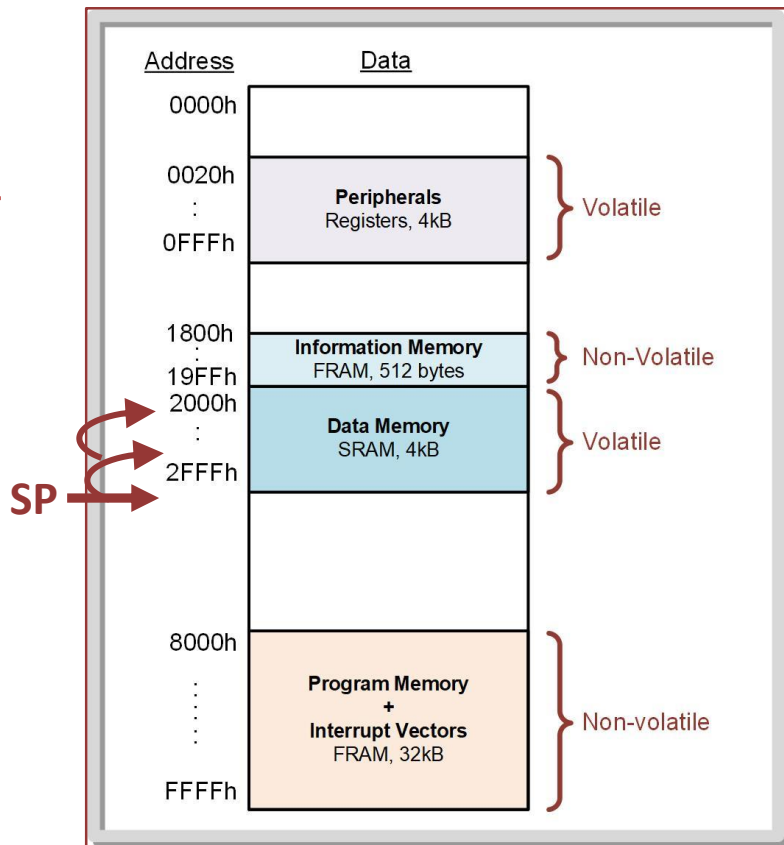 Address Data
0000h
0020h
:
0FFFh
Peripherals
Registers, 4kB
Volatile
1800h
:
19FFh
Information Memory
FRAM, 512 bytes
Non-Volatile
2000h
:
2FFFh
Data Memory
SRAM, 4kB
Volatile
SP
8000h
:
:
:
FFFFh
Program Memory
+
Interrupt Vectors
FRAM, 32kB
Non-volatile